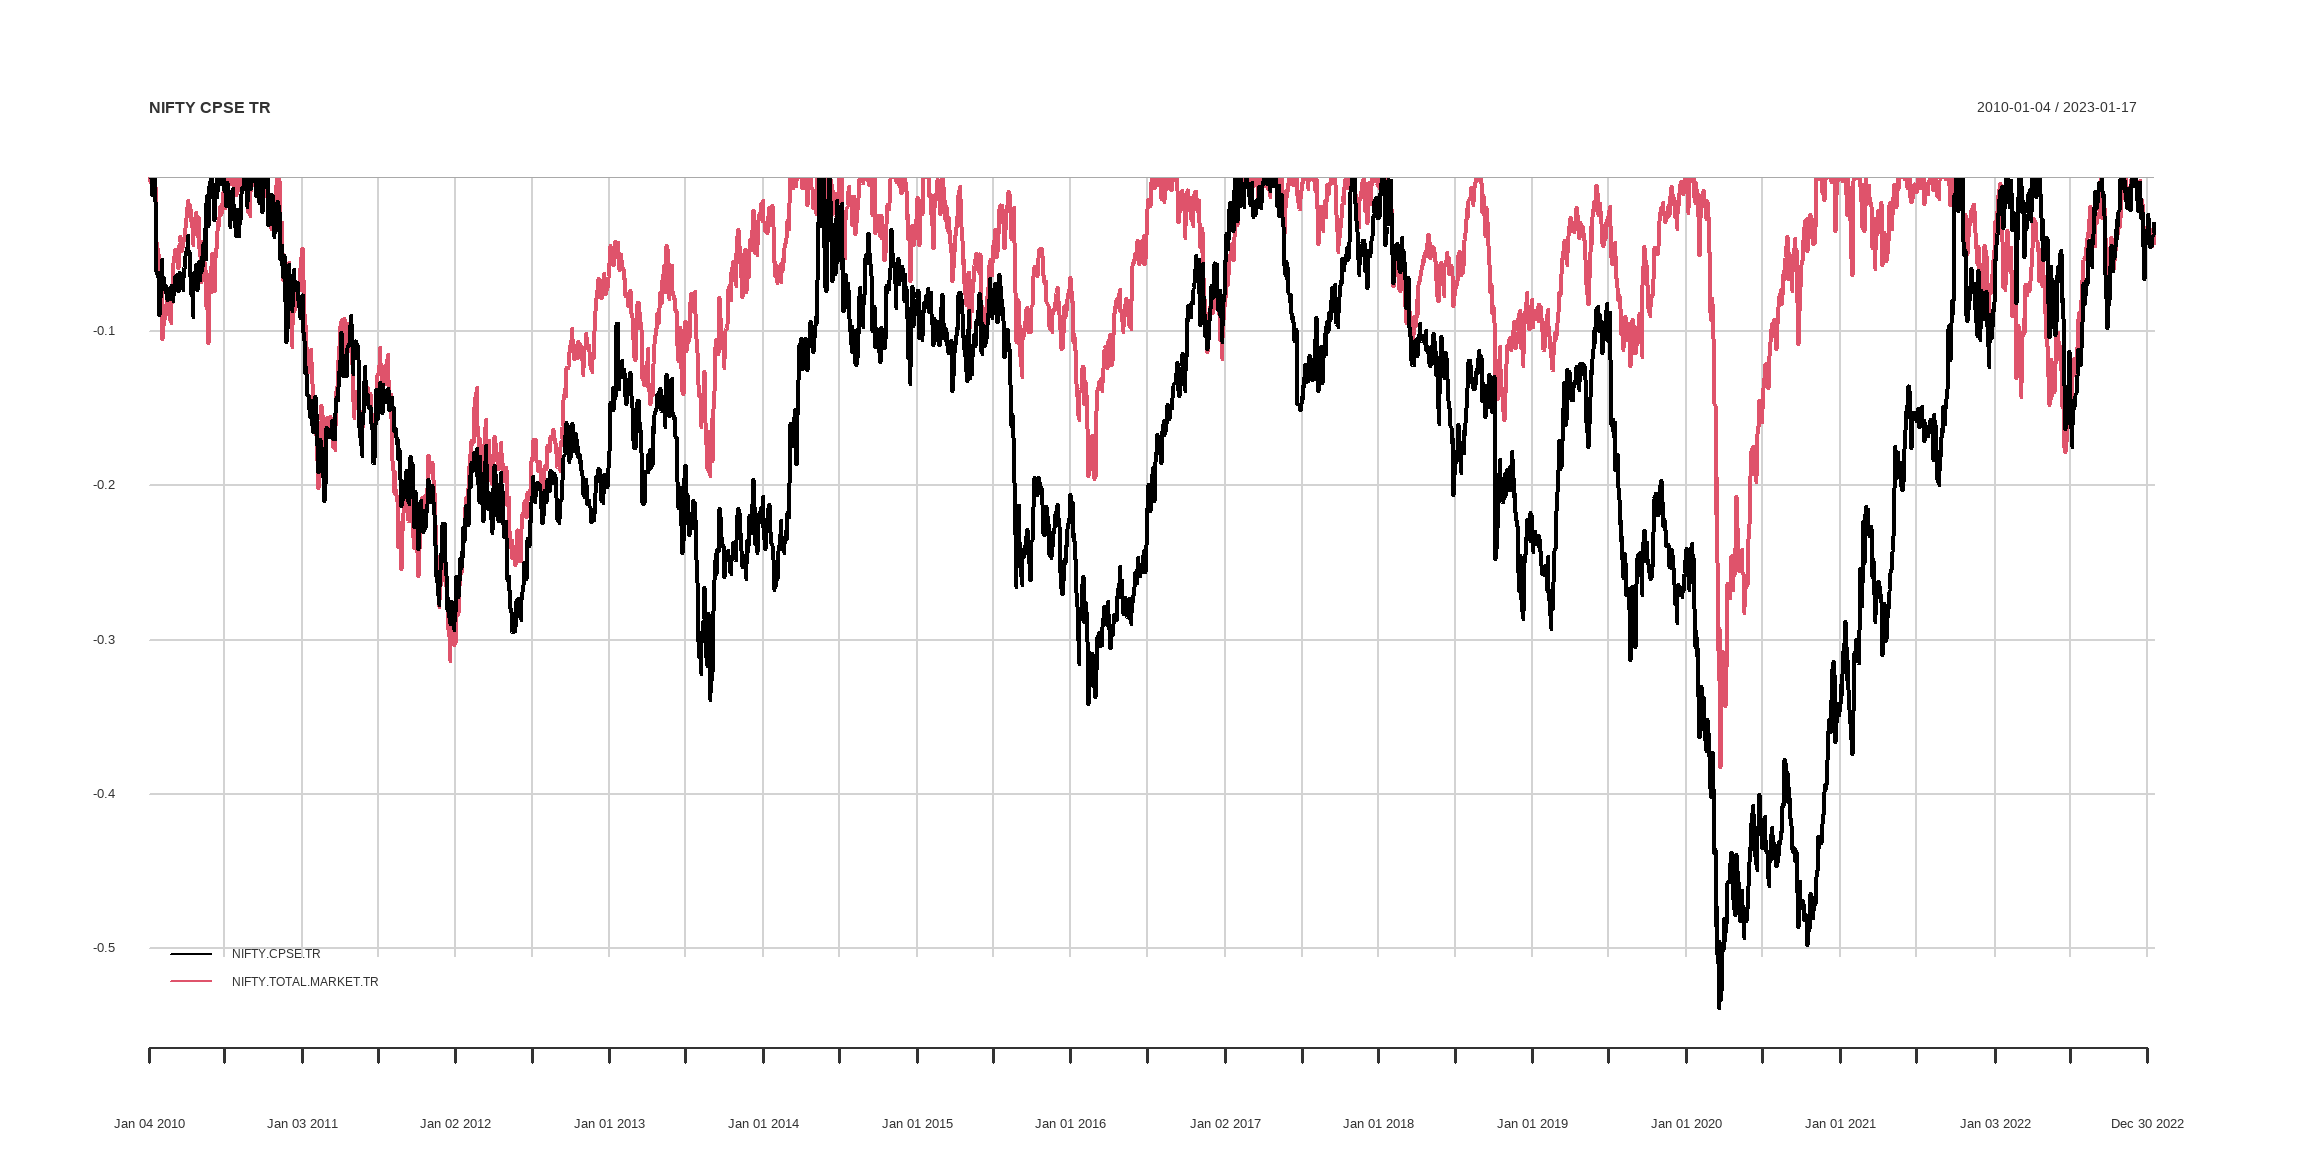 NIFTY CPSE TR
2010-01-04 / 2023-01-17
-0.1
-0.2
-0.3
-0.4
-0.5
NIFTY.CPSE.TR
NIFTY.TOTAL.MARKET.TR
Jan 04 2010
Jan 03 2011
Jan 02 2012
Jan 01 2013
Jan 01 2014
Jan 01 2015
Jan 01 2016
Jan 02 2017
Jan 01 2018
Jan 01 2019
Jan 01 2020
Jan 01 2021
Jan 03 2022
Dec 30 2022